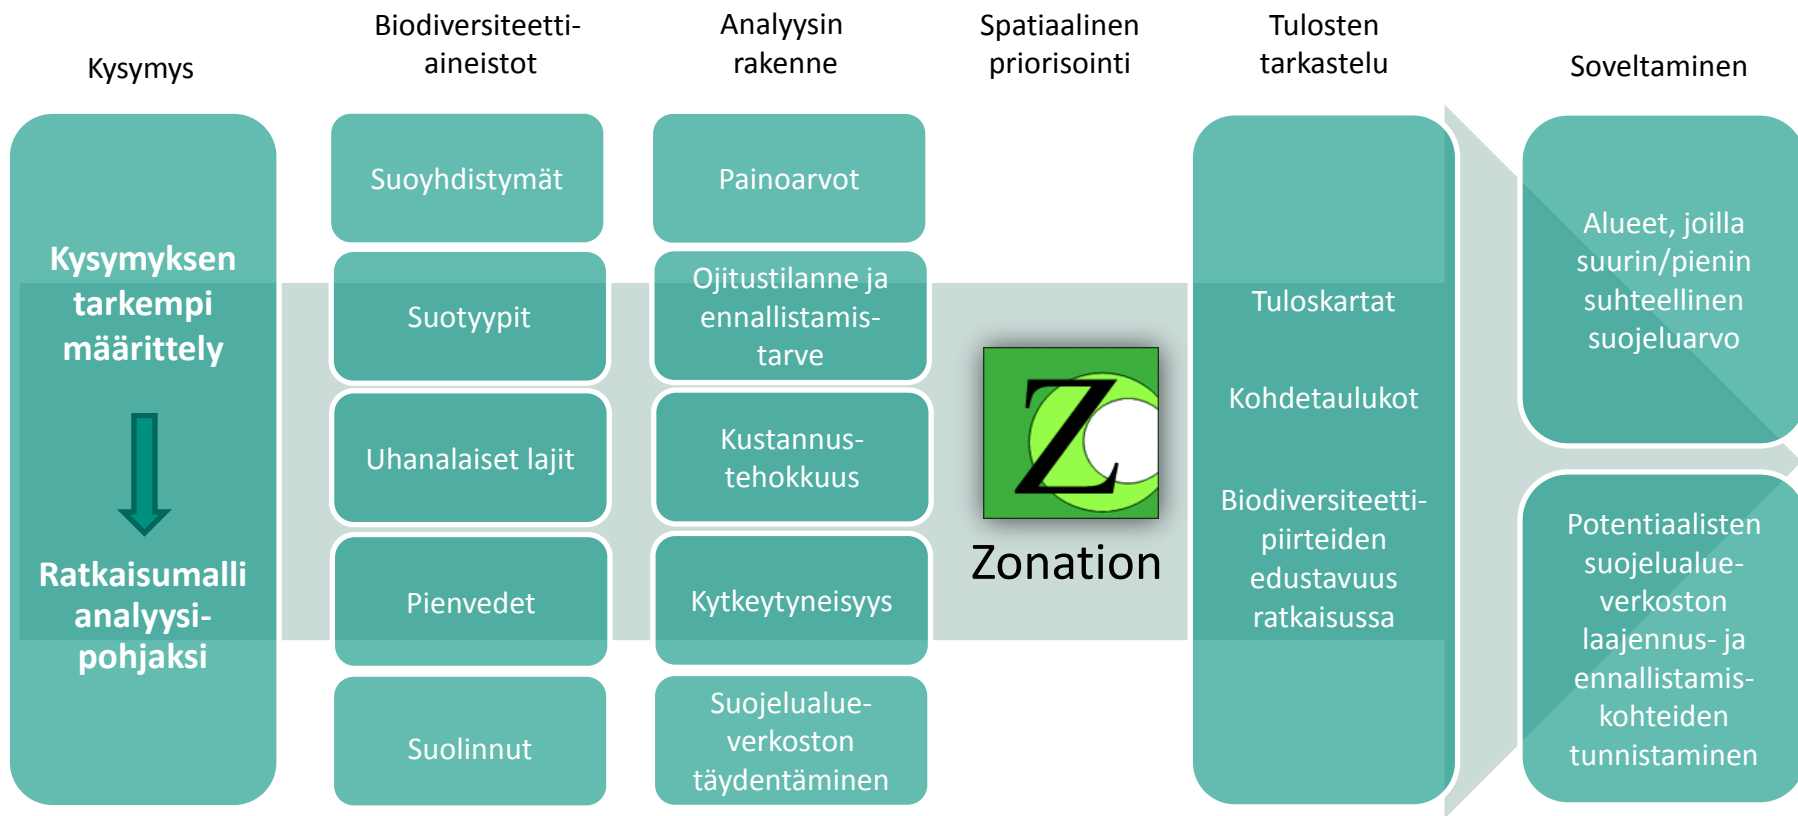 Kysymys
Biodiversiteetti-
aineistot
Analyysin
rakenne
Spatiaalinen
priorisointi
Tulosten
tarkastelu
Soveltaminen
Kysymyksen
tarkempi
määrittely
Ratkaisumalli
analyysi-
pohjaksi
Suoyhdistymät
Suotyypit
Uhanalaiset lajit
Pienvedet
Suolinnut
Painoarvot
Ojitustilanne ja
ennallistamis-
tarve
Kustannus-
tehokkuus
Kytkeytyneisyys
Suojelualue-
verkoston
täydentäminen
Z
Zonation
Tuloskartat
Kohdetaulukot
Biodiversiteetti-
piirteiden
edustavuus
ratkaisussa
Alueet, joilla
suurin/pienin
suhteellinen
suojeluarvo
Potentiaalisten
suojelualue-
verkoston
laajennus- ja
ennallistamis-
kohteiden
tunnistaminen